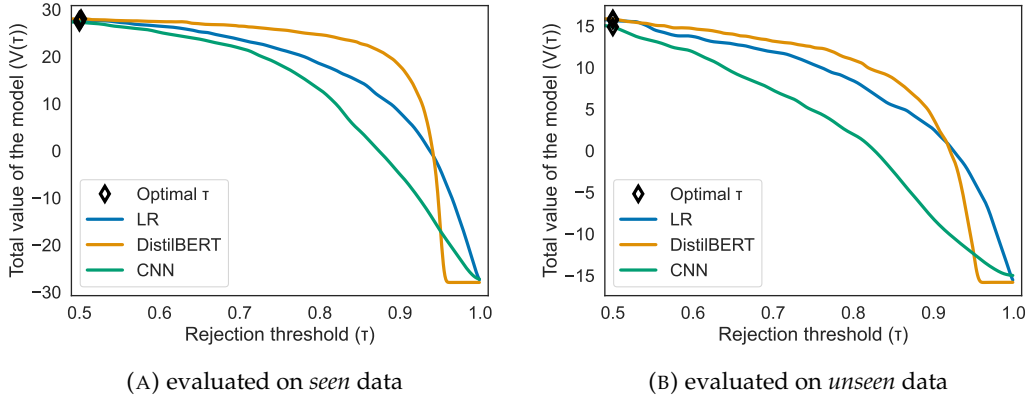 Total value of the model (V(τ))
30
20
10
0
−10
−20
−30
Optimal τ
LR
DistilBERT
CNN
0.5 0.6 0.7 0.8 0.9 1.0
Rejection threshold (τ)
(A) evaluated on seen data
Total value of the model (V(τ))
15
10
5
0
−5
−10
−15
Optimal τ
LR
DistilBERT
CNN
0.5 0.6 0.7 0.8 0.9 1.0
Rejection threshold (τ)
(B) evaluated on unseen data